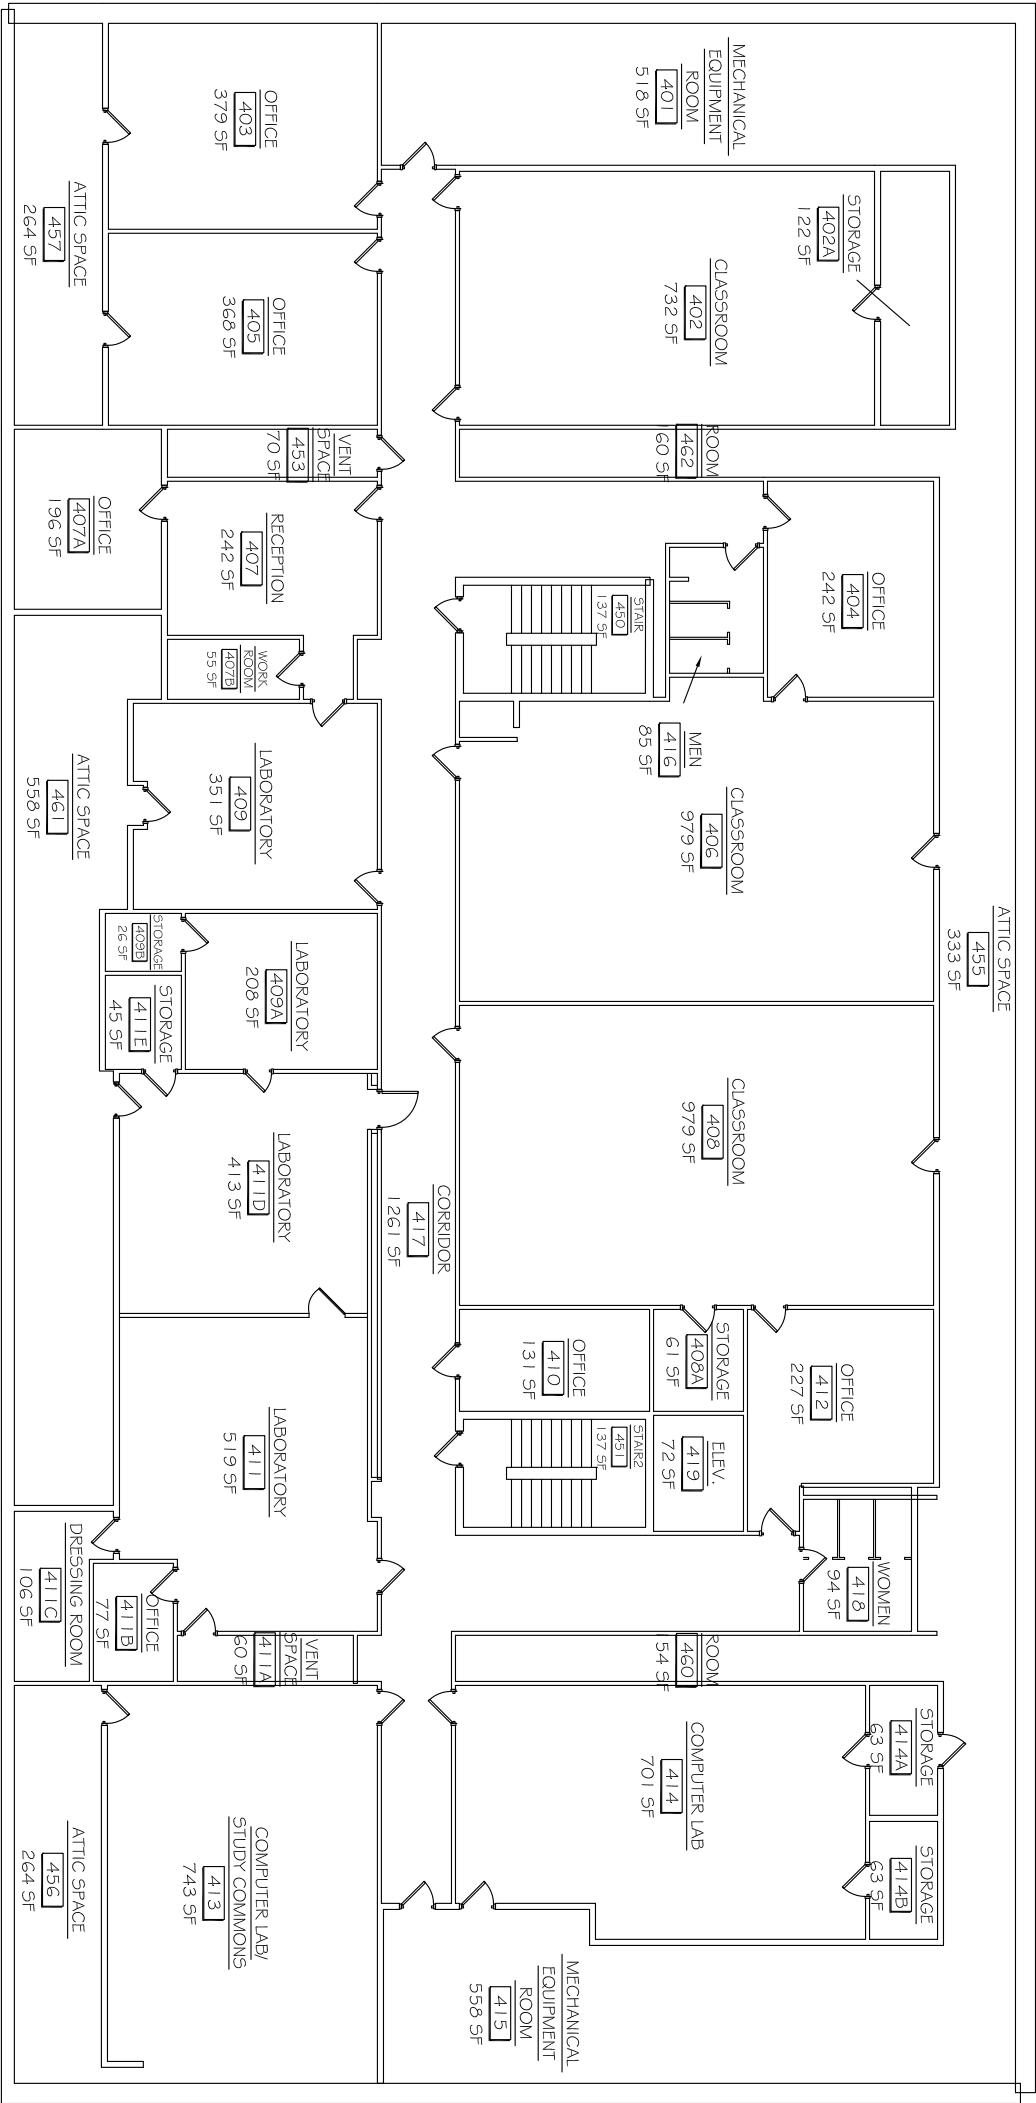 MECHANICAL
EQUIPMENT
ROOM
401
518 SF
OFFICE
403
379 SF
ATTIC SPACE
457
264 SF
STORAGE
402A
122 SF
CLASSROOM
402
732 SF
OFFICE
405
368 SF
ROOM
462
60 SF
VENT
SPACE
453
70 SF
OFFICE
407A
196 SF
RECEPTION
407
242 SF
OFFICE
404
242 SF
STAIR
450
137 SF
WORK
ROOM
407B
55 SF
MEN
416
85 SF
CLASSROOM
406
979 SF
LABORATORY
409
351 SF
ATTIC SPACE
461
558 SF
ATTIC SPACE
455
333 SF
STORAGE
409B
26 SF
LABORATORY
409A
208 SF
STORAGE
411E
45 SF
CLASSROOM
408
979 SF
LABORATORY
411D
413 SF
CORRIDOR
417
1261 SF
OFFICE
410
131 SF
STORAGE
408A
61 SF
OFFICE
412
227 SF
LABORATORY
411
519 SF
STAIR2
451
137 SF
ELEV.
419
72 SF
WOMEN
418
94 SF
DRESSING ROOM
411C
106 SF
OFFICE
411B
77 SF
VENT
SPACE
411A
60 SF
ROOM
460
54 SF
STORAGE
414A
63 SF
COMPUTER LAB
414
701 SF
STORAGE
414B
63 SF
COMPUTER LAB/
STUDY COMMONS
413
743 SF
ATTIC SPACE
456
264 SF
MECHANICAL
EQUIPMENT
ROOM
415
558 SF